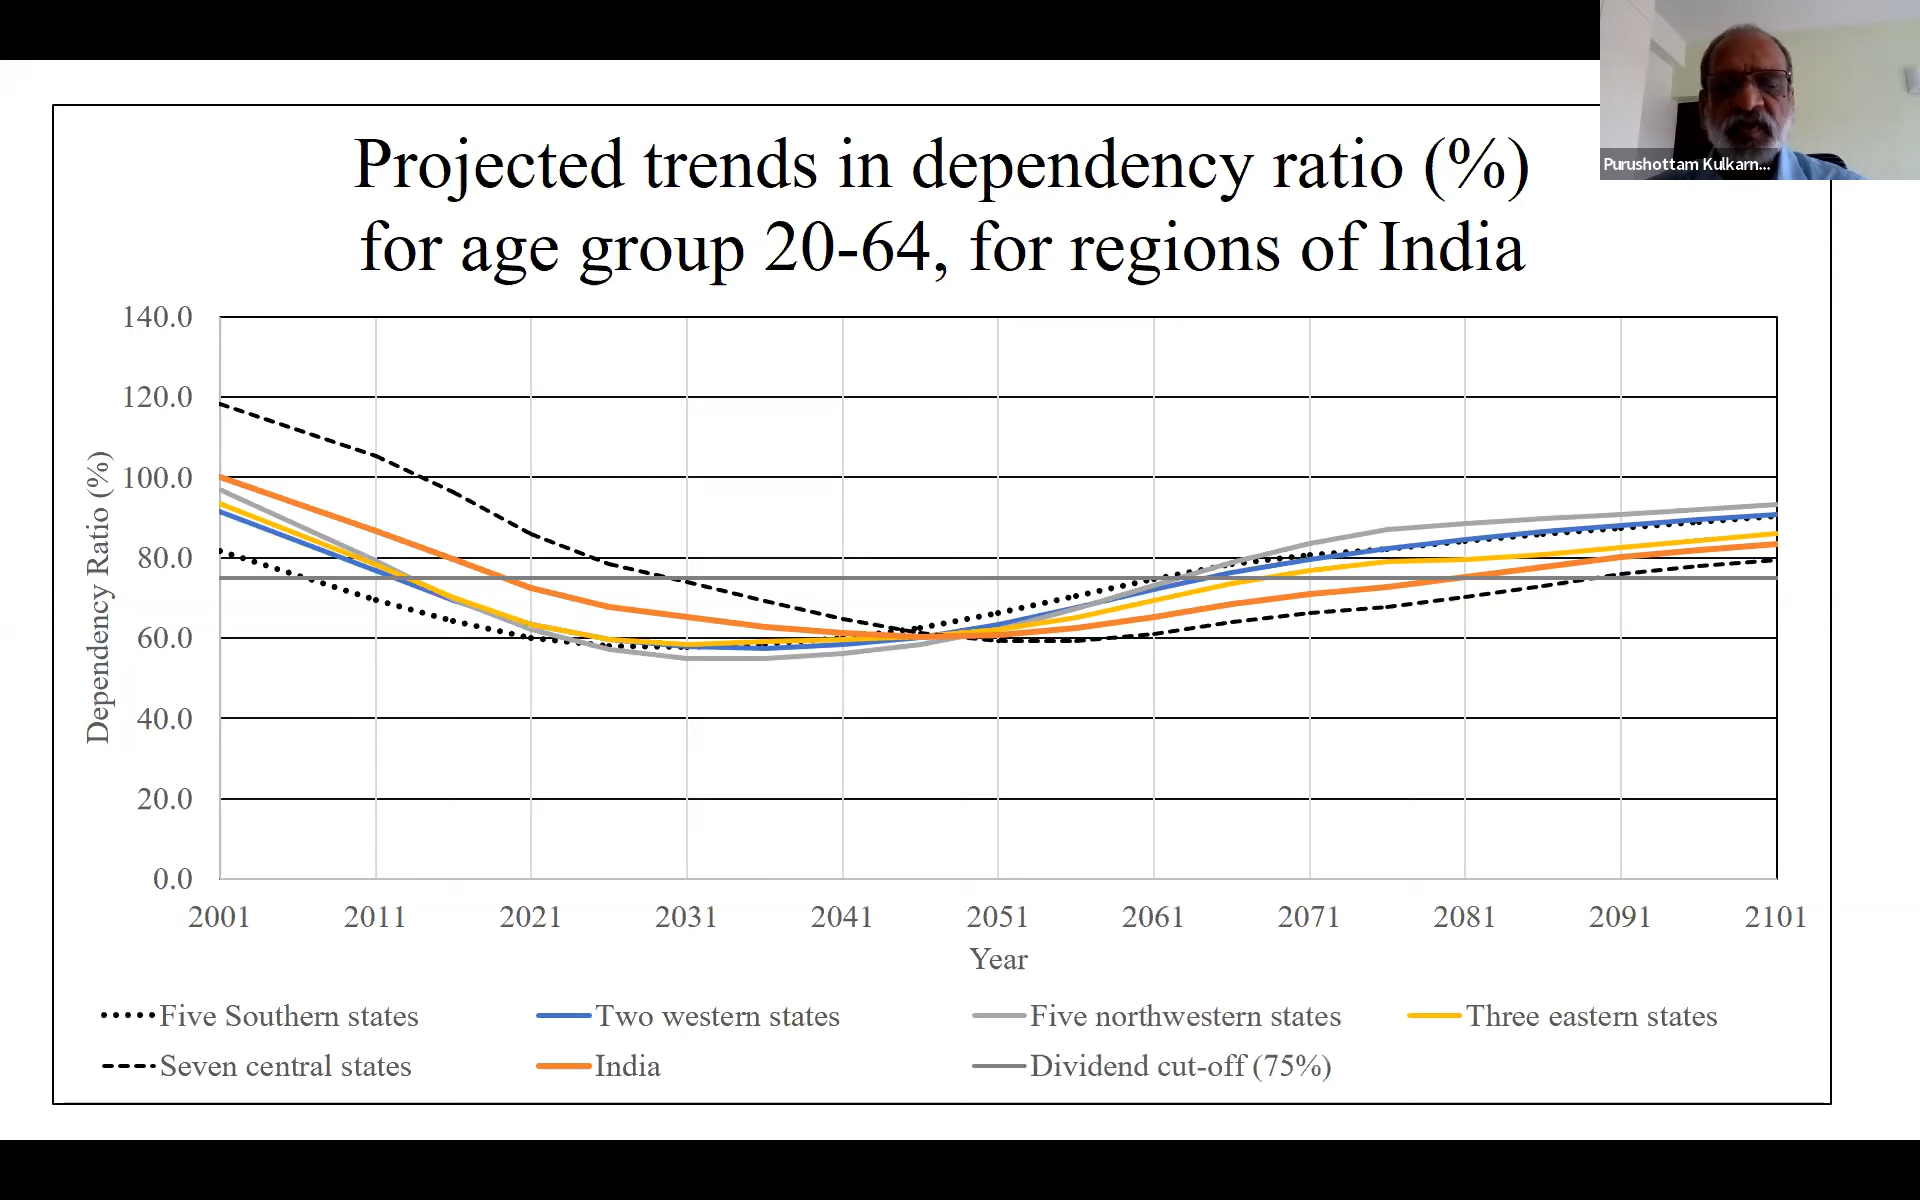 Purushottam Kulkarn...
Projected trends in dependency ratio (%)
for age group 20-64, for regions of India
140.0
120.0
100.0
80.0
60.0
40.0
20.0
0.0
Dependency Ratio (%)
2001 2011 2021 2031 2041 2051 2061 2071 2081 2091 2101
Year
Five Southern states Two western states Five northwestern states Three eastern states
Seven central states India Dividend cut-off (75%)